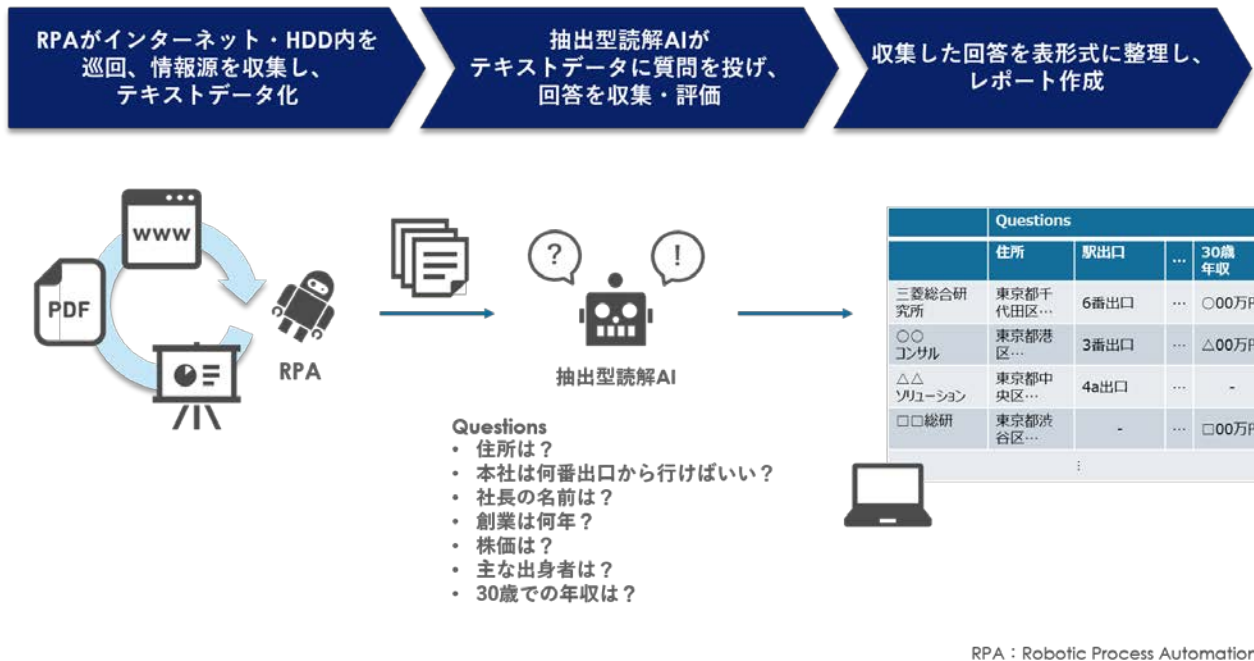 RPAがインターネット・HDD内を
巡回、情報源を収集し、
テキストデータ化
抽出型読解AIが
テキストデータに質問を投げ、
回答を収集・評価
収集した回答を表形式に整理し、
レポート作成
WWW
PDF
RPA
?
!
抽出型読解AI
Questions
• 住所は？
• 本社は何番出口から行けばいい？
• 社長の名前は？
• 創業は何年？
• 株価は？
• 主な出身者は？
• 30歳での年収は？
Questions
住所 駅出口 … 30歳
年収
三菱総合研
究所
東京都千
代田区…
6番出口 … 〇00万円
〇〇
コンサル
東京都港
区…
3番出口 … △00万円
△△
ソリューション
東京都中
央区…
4a出口 … -
□□総研
東京都渋
谷区…
- … □00万円
⋮
RPA：Robotic Process Automation